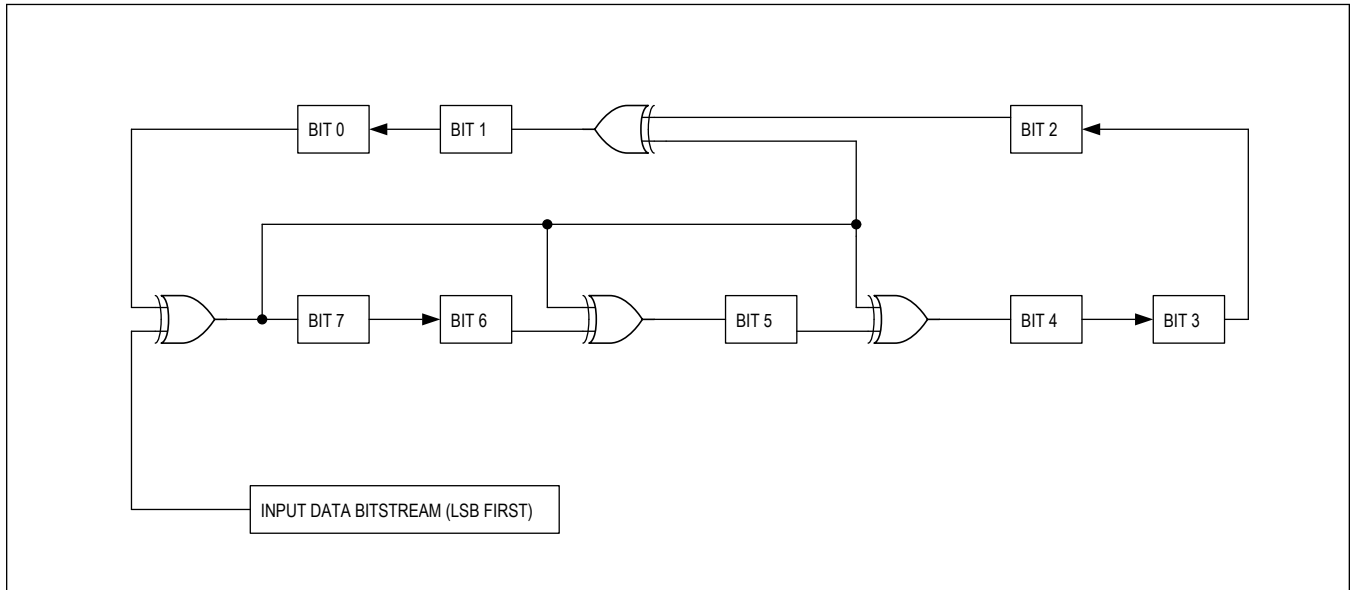 BIT 0
BIT 1
BIT 2
BIT 7
BIT 6
BIT 5
BIT 4
BIT 3
INPUT DATA BITSTREAM (LSB FIRST)